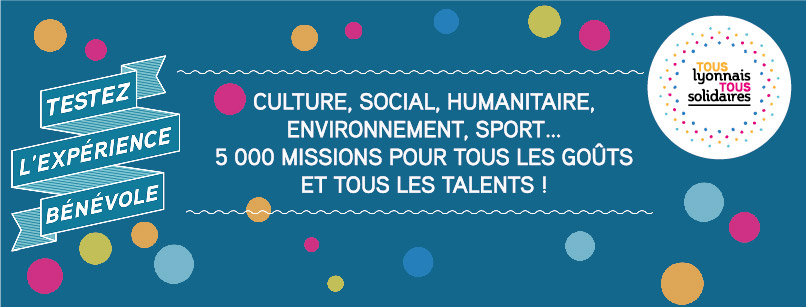 TESTEZ
L'EXPÉRIENCE
BÉNÉVOLE
CULTURE, SOCIAL, HUMANITAIRE,
ENVIRONNEMENT, SPORT...
5 000 MISSIONS POUR TOUS LES GOÛTS
ET TOUS LES TALENTS !
TOUS
lyonnais
TOUS
solidaires